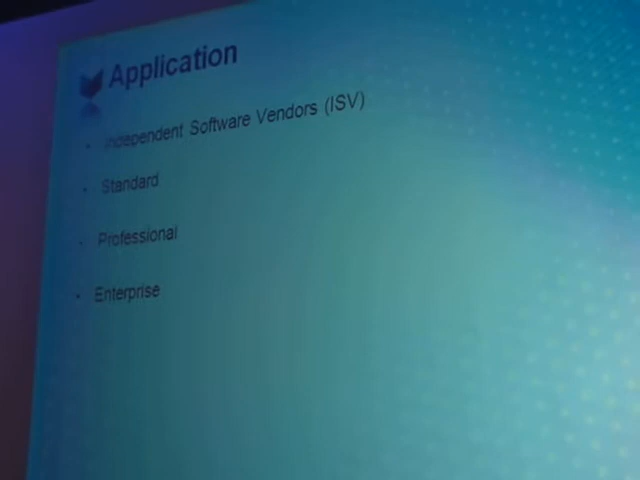 Application
Independent Software Vendors (ISV)
Standard
Professional
Enterprise